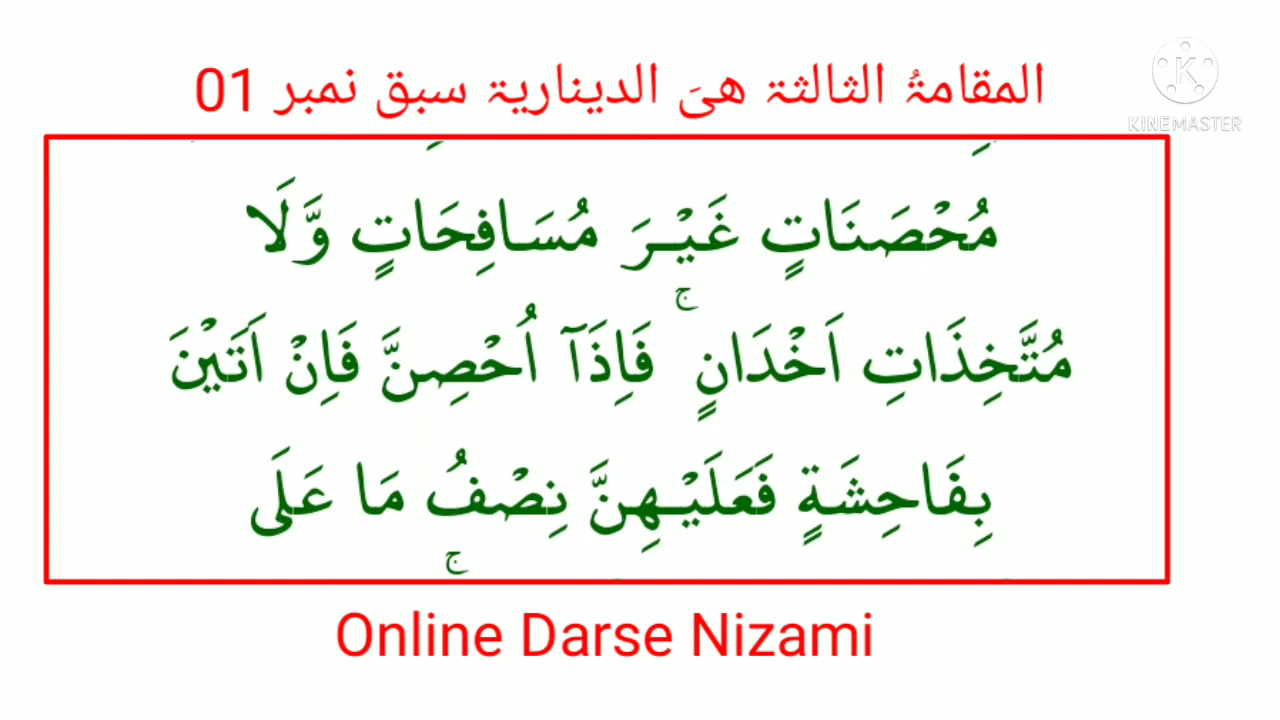 المقامۃُ الثالثۃ ھیَ الدیناریۃ سبق نمبر 01
KINEMASTER
مُحْصَنَاتٍ غَيْرَ مُسَافِحَاتٍ وَّلَا
مُتَّخِذَاتِ اَخْدَانٍ ۚ فَاِذَآ اُحْصِنَّ فَاِنْ اَتَيْنَ
بِفَاحِشَةٍ فَعَلَيْهِنَّ نِصْفُ مَا عَلَى
Online Darse Nizami